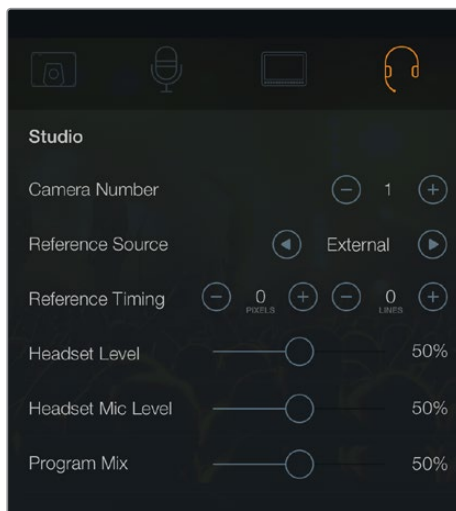 Studio
Camera Number 1
Reference Source External
Reference Timing 0 PIXELS 0 LINES
Headset Level 50%
Headset Mic Level 50%
Program Mix 50%